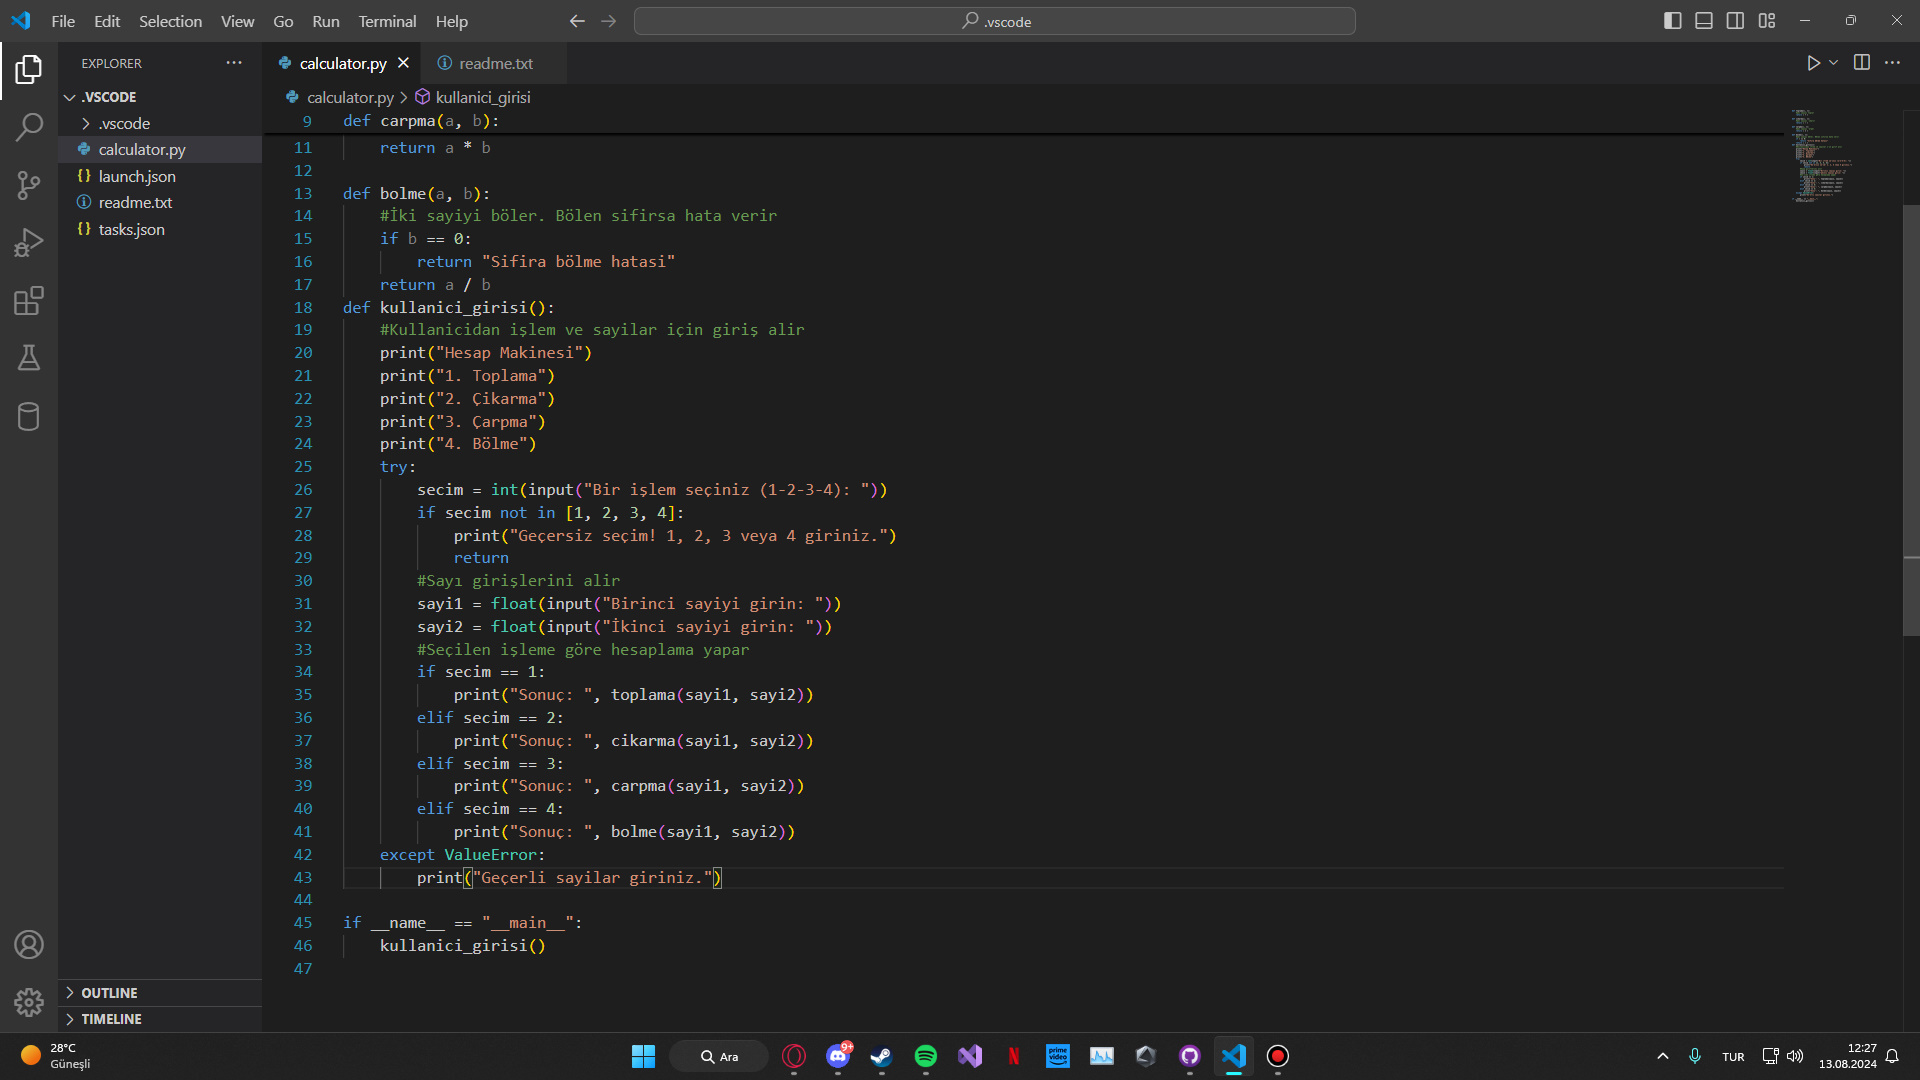 File Edit Selection View Go Run Terminal Help
.vscode
EXPLORER
.VSCODE
.vscode
calculator.py
launch.json
readme.txt
tasks.json
OUTLINE
TIMELINE
calculator.py
readme.txt
calculator.py > kullanici_girisi
9 def carpma(a, b):
11 return a * b
12
13 def bolme(a, b):
14 #İki sayiyi böler. Bölen sifirsa hata verir
15 if b == 0:
16 return "Sifira bölme hatasi"
17 return a / b
18 def kullanici_girisi():
19 #Kullanicidan işlem ve sayilar için giriş alir
20 print("Hesap Makinesi")
21 print("1. Toplama")
22 print("2. Çikarma")
23 print("3. Çarpma")
24 print("4. Bölme")
25 try:
26 secim = int(input("Bir işlem seçiniz (1-2-3-4): "))
27 if secim not in [1, 2, 3, 4]:
28 print("Geçersiz seçim! 1, 2, 3 veya 4 giriniz.")
29 return
30 #Sayı girişlerini alir
31 sayi1 = float(input("Birinci sayiyi girin: "))
32 sayi2 = float(input("İkinci sayiyi girin: "))
33 #Seçilen işleme göre hesaplama yapar
34 if secim == 1:
35 print("Sonuç: ", toplama(sayi1, sayi2))
36 elif secim == 2:
37 print("Sonuç: ", cikarma(sayi1, sayi2))
38 elif secim == 3:
39 print("Sonuç: ", carpma(sayi1, sayi2))
40 elif secim == 4:
41 print("Sonuç: ", bolme(sayi1, sayi2))
42 except ValueError:
43 print("Geçerli sayilar giriniz.")
44
45 if __name__ == "__main__":
46 kullanici_girisi()
47
28°C
Güneşli
Ara
9+
N
prime video
TUR
12:27
13.08.2024